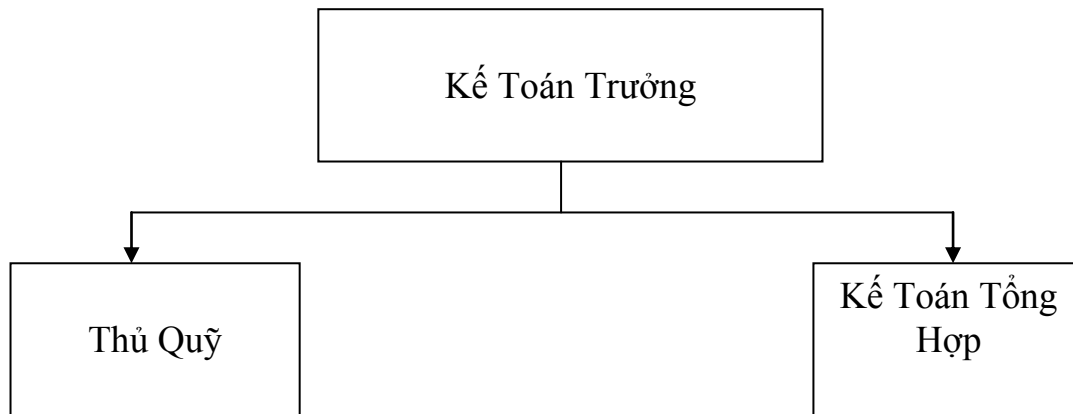 Kế Toán Trưởng
Thủ Quỹ
Kế Toán Tổng
Hợp